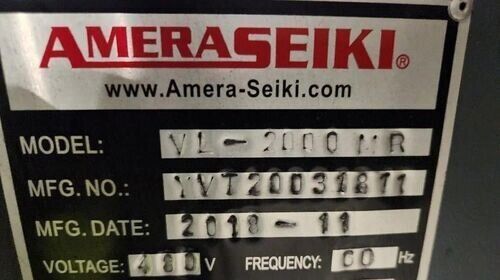 AMERASEIKI®
www.Amera-Seiki.com
MODEL: VL-2000MR
MFG. NO.: YVT20031811
MFG. DATE: 2018-11
VOLTAGE: 480 V FREQUENCY: 60 Hz